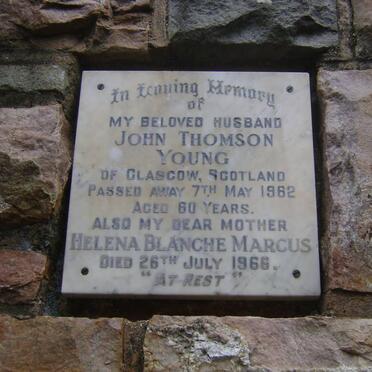 In Loving Memory
of
MY BELOVED HUSBAND
JOHN THOMSON
YOUNG
OF GLASGOW, SCOTLAND
PASSED AWAY 7TH MAY 1962
AGED 60 YEARS.
ALSO MY DEAR MOTHER
HELENA BLANCHE MARCUS
DIED 26TH JULY 1966.
"AT REST"